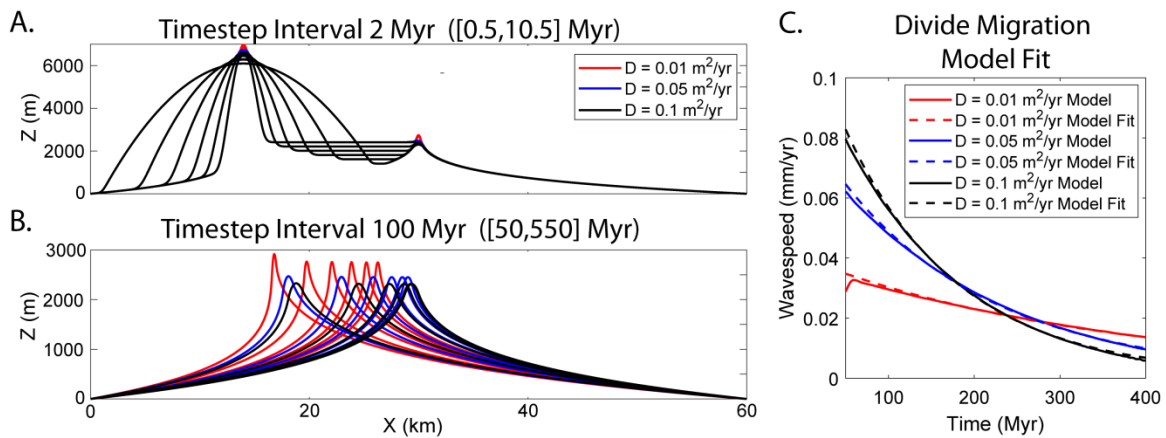 A.
Timestep Interval 2 Myr ([0.5,10.5] Myr)
Z (m)
6000
4000
2000
0
D = 0.01 m²/yr
D = 0.05 m²/yr
D = 0.1 m²/yr
B.
Timestep Interval 100 Myr ([50,550] Myr)
Z (m)
3000
2000
1000
0
0
20
40
60
X (km)
C.
Divide Migration
Model Fit
Wavespeed (mm/yr)
0.1
0.08
0.06
0.04
0.02
0
D = 0.01 m²/yr Model
D = 0.01 m²/yr Model Fit
D = 0.05 m²/yr Model
D = 0.05 m²/yr Model Fit
D = 0.1 m²/yr Model
D = 0.1 m²/yr Model Fit
100
200
300
400
Time (Myr)